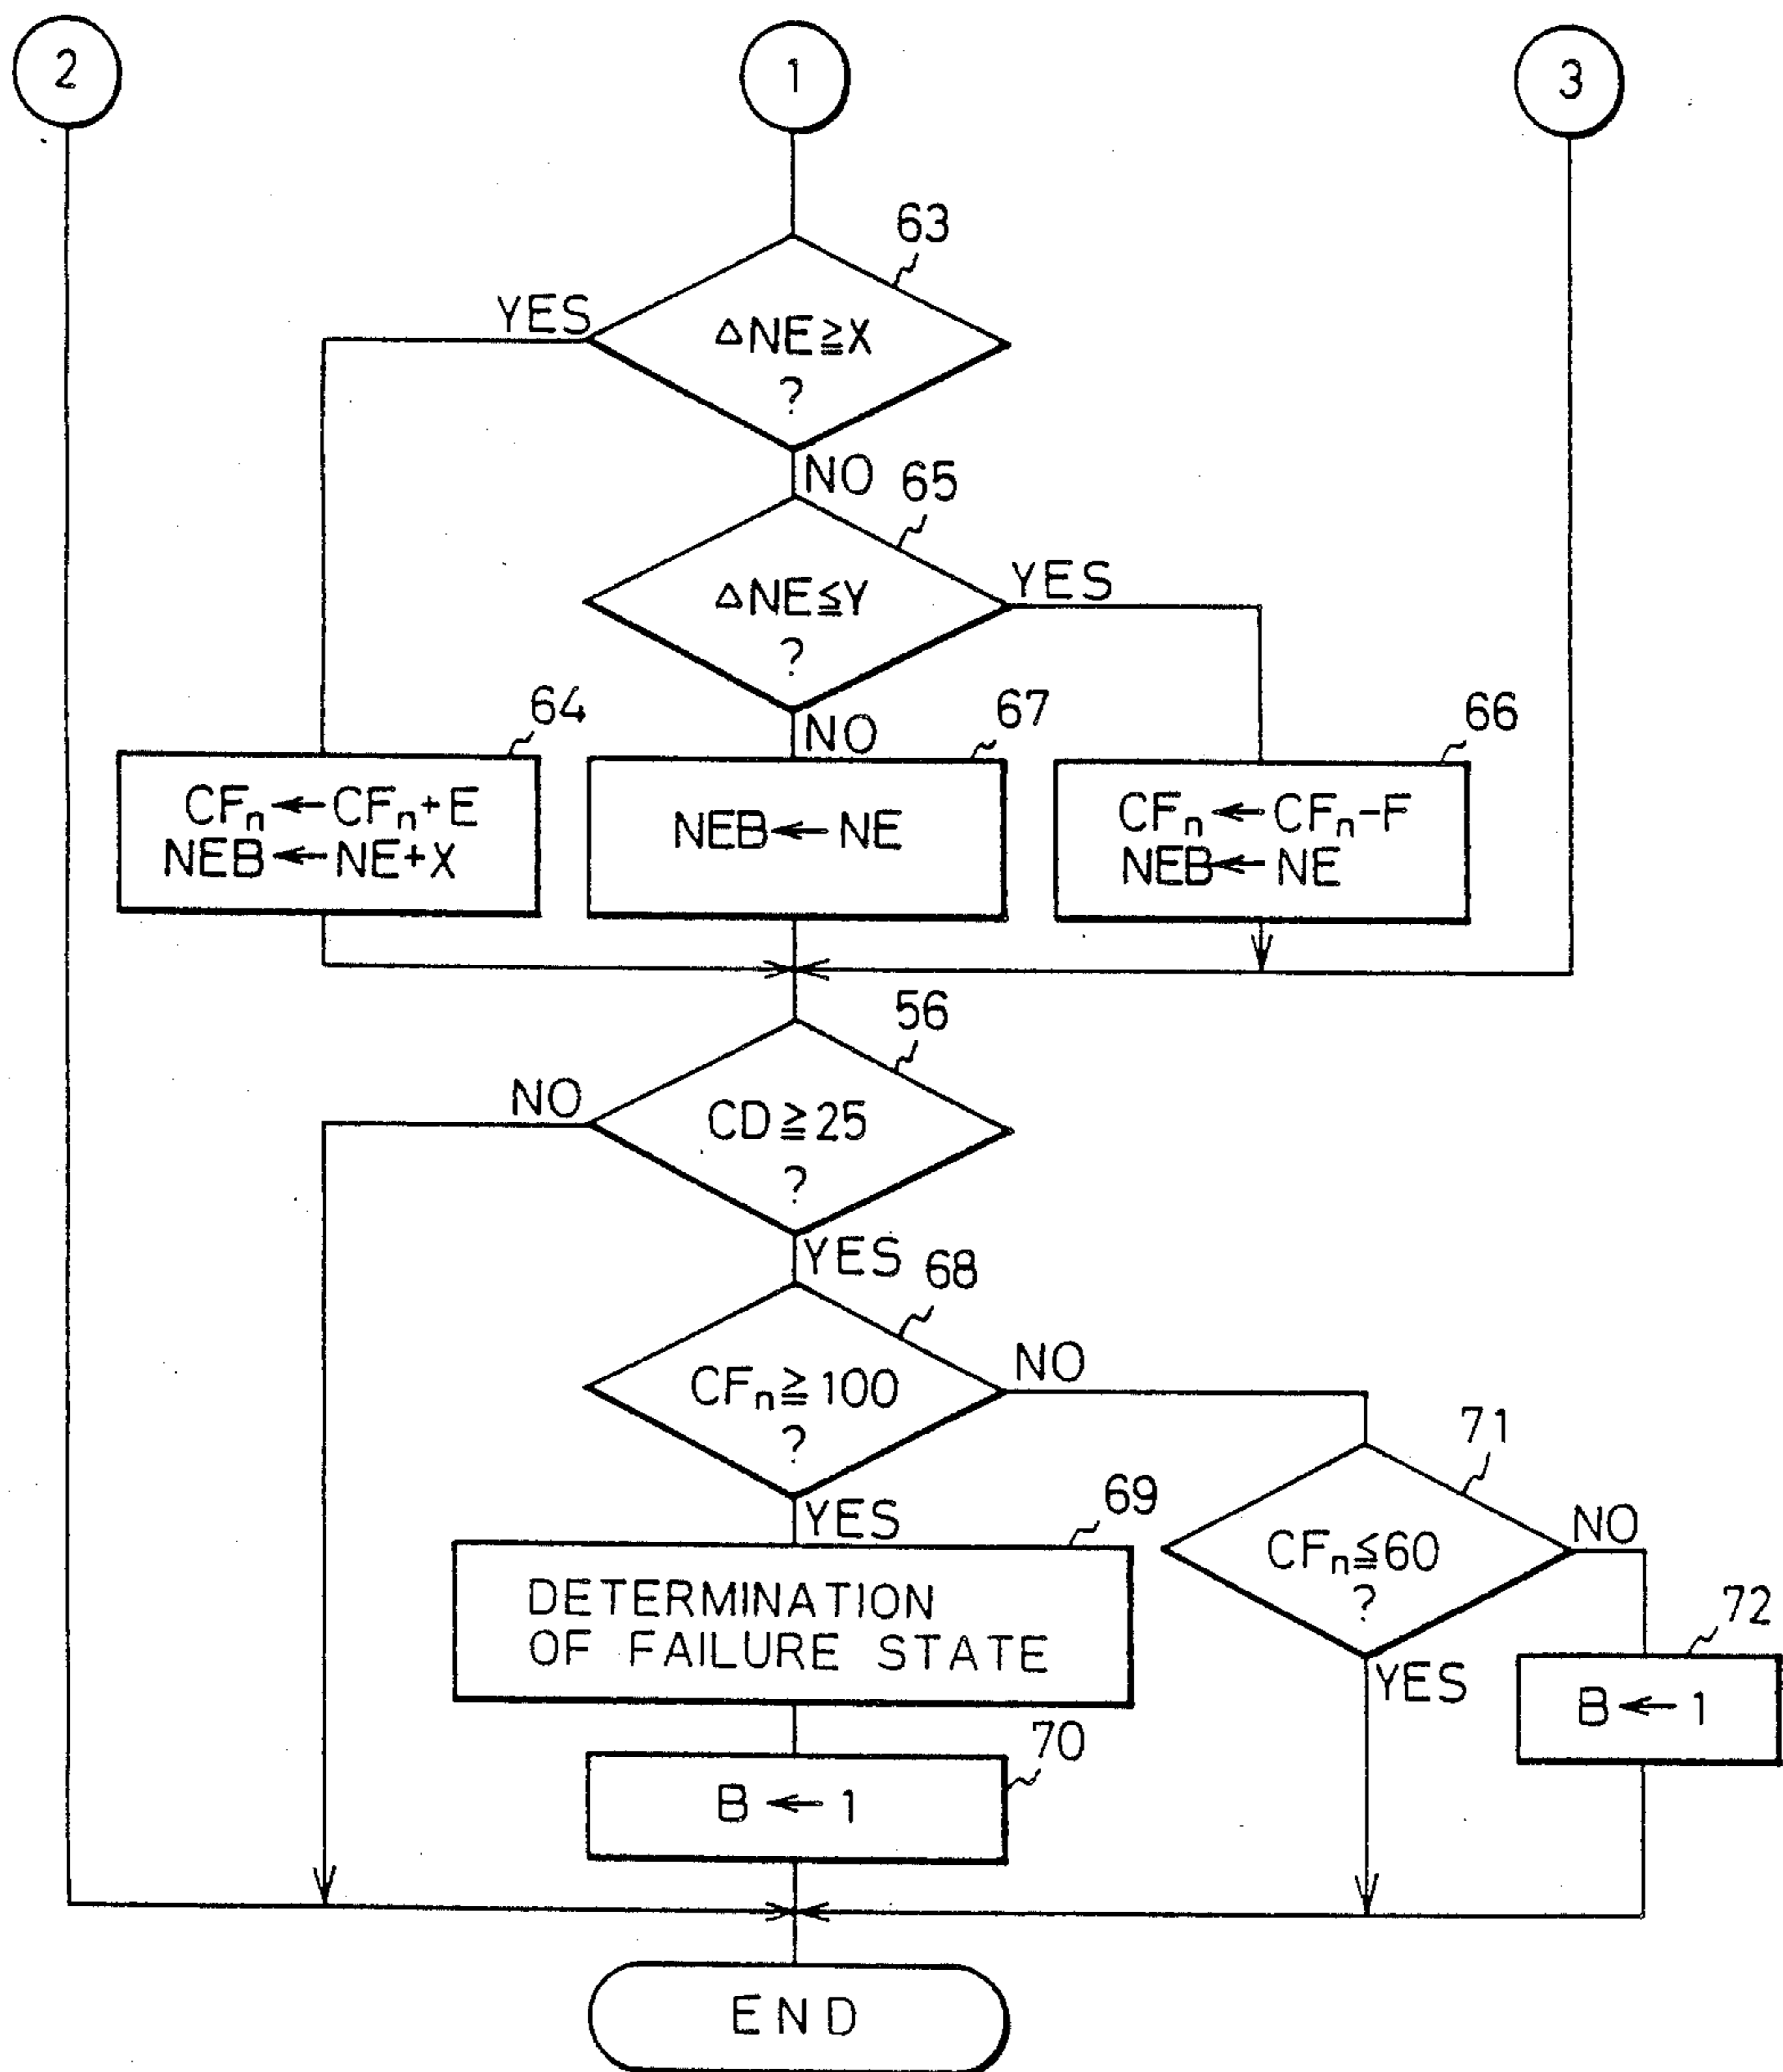 2
1
3
63
YES
ΔNE≧X
?
NO
65
YES
ΔNE≦Y
?
NO
64
67
66
CFn←CFn+E
NEB←NE+X
NEB←NE
CFn←CFn-F
NEB←NE
56
NO
CD≧25
?
YES
68
NO
CFn≧100
?
71
YES
69
NO
CFn≦60
?
DETERMINATION
OF FAILURE STATE
72
YES
B←1
70
B←1
END